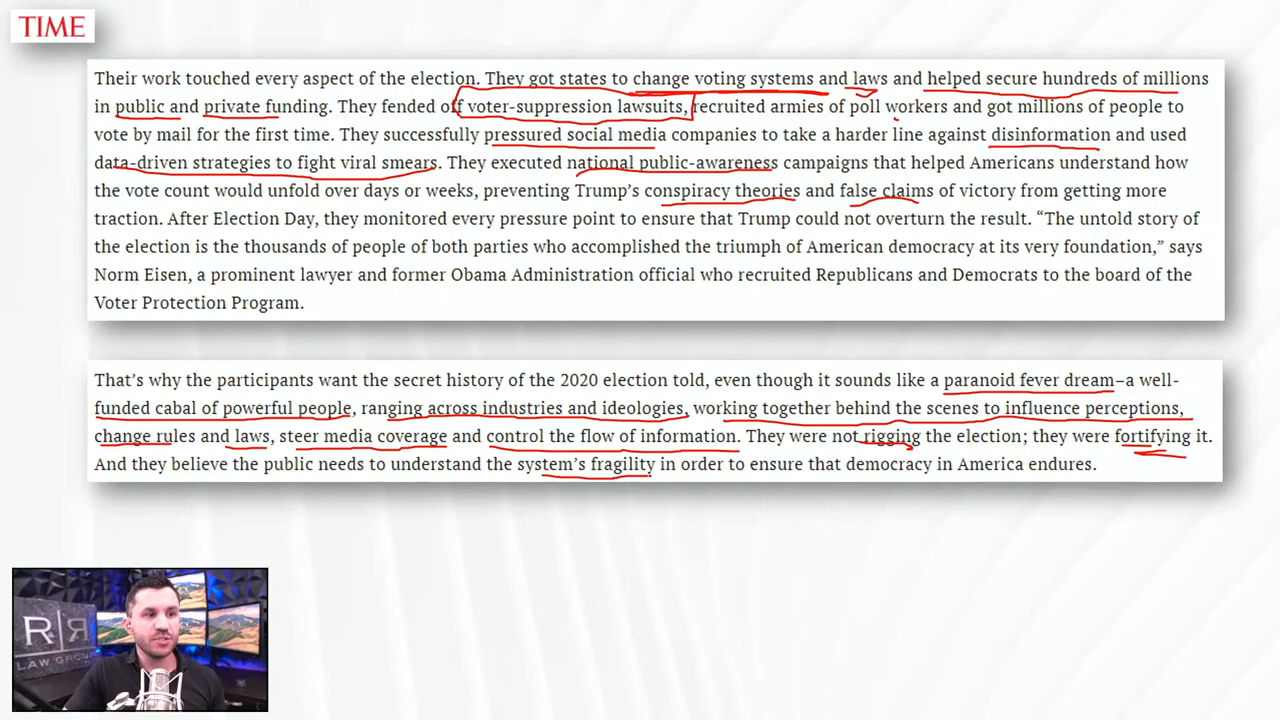 TIME
Their work touched every aspect of the election. They got states to change voting systems and laws and helped secure hundreds of millions
in public and private funding. They fended off voter-suppression lawsuits, recruited armies of poll workers and got millions of people to
vote by mail for the first time. They successfully pressured social media companies to take a harder line against disinformation and used
data-driven strategies to fight viral smears. They executed national public-awareness campaigns that helped Americans understand how
the vote count would unfold over days or weeks, preventing Trump’s conspiracy theories and false claims of victory from getting more
traction. After Election Day, they monitored every pressure point to ensure that Trump could not overturn the result. “The untold story of
the election is the thousands of people of both parties who accomplished the triumph of American democracy at its very foundation,” says
Norm Eisen, a prominent lawyer and former Obama Administration official who recruited Republicans and Democrats to the board of the
Voter Protection Program.
That’s why the participants want the secret history of the 2020 election told, even though it sounds like a paranoid fever dream–a well-
funded cabal of powerful people, ranging across industries and ideologies, working together behind the scenes to influence perceptions,
change rules and laws, steer media coverage and control the flow of information. They were not rigging the election; they were fortifying it.
And they believe the public needs to understand the system’s fragility in order to ensure that democracy in America endures.
R|R
LAW GROUP